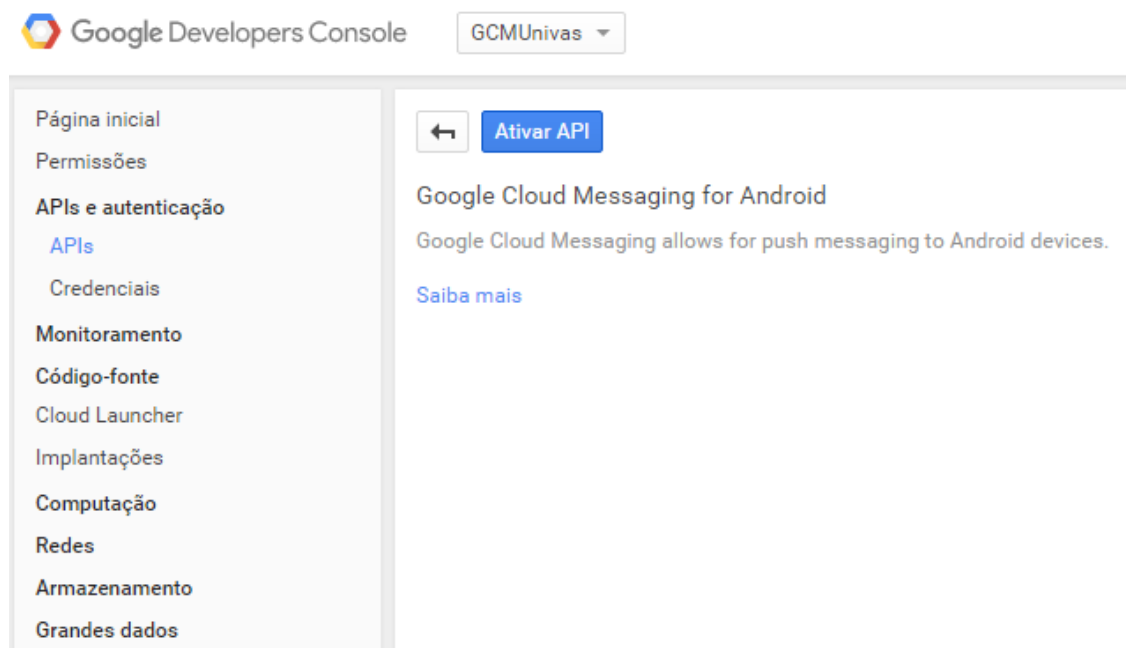 Google Developers Console
GCMUnivas
Página inicial
Permissões
APIs e autenticação
APIs
Credenciais
Monitoramento
Código-fonte
Cloud Launcher
Implantações
Computação
Redes
Armazenamento
Grandes dados
Ativar API
Google Cloud Messaging for Android
Google Cloud Messaging allows for push messaging to Android devices.
Saiba mais